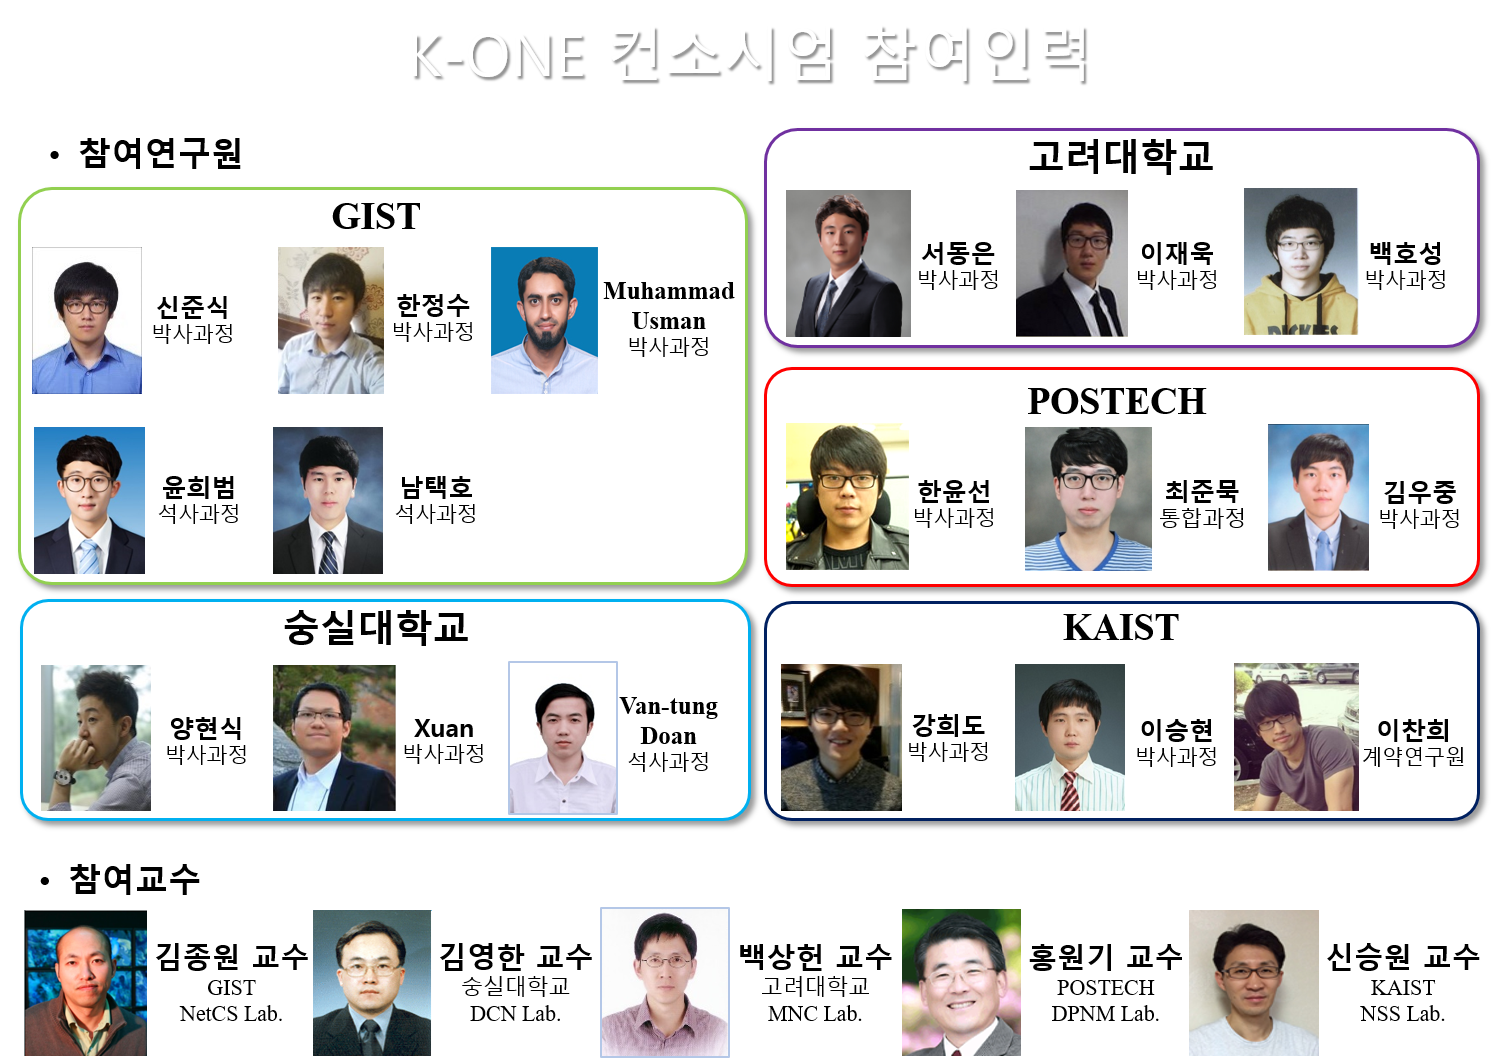 K-ONE 컨소시엄 참여인력
• 참여연구원
GIST
신준식
박사과정
한정수
박사과정
Muhammad
Usman
박사과정
윤희범
석사과정
남택호
석사과정
고려대학교
서동은
박사과정
이재욱
박사과정
백호성
박사과정
POSTECH
한윤선
박사과정
최준묵
통합과정
김우중
박사과정
숭실대학교
양현식
박사과정
Xuan
박사과정
Van-tung
Doan
석사과정
KAIST
강희도
박사과정
이승현
박사과정
이찬희
계약연구원
• 참여교수
김종원 교수
GIST
NetCS Lab.
김영한 교수
숭실대학교
DCN Lab.
백상헌 교수
고려대학교
MNC Lab.
홍원기 교수
POSTECH
DPNM Lab.
신승원 교수
KAIST
NSS Lab.